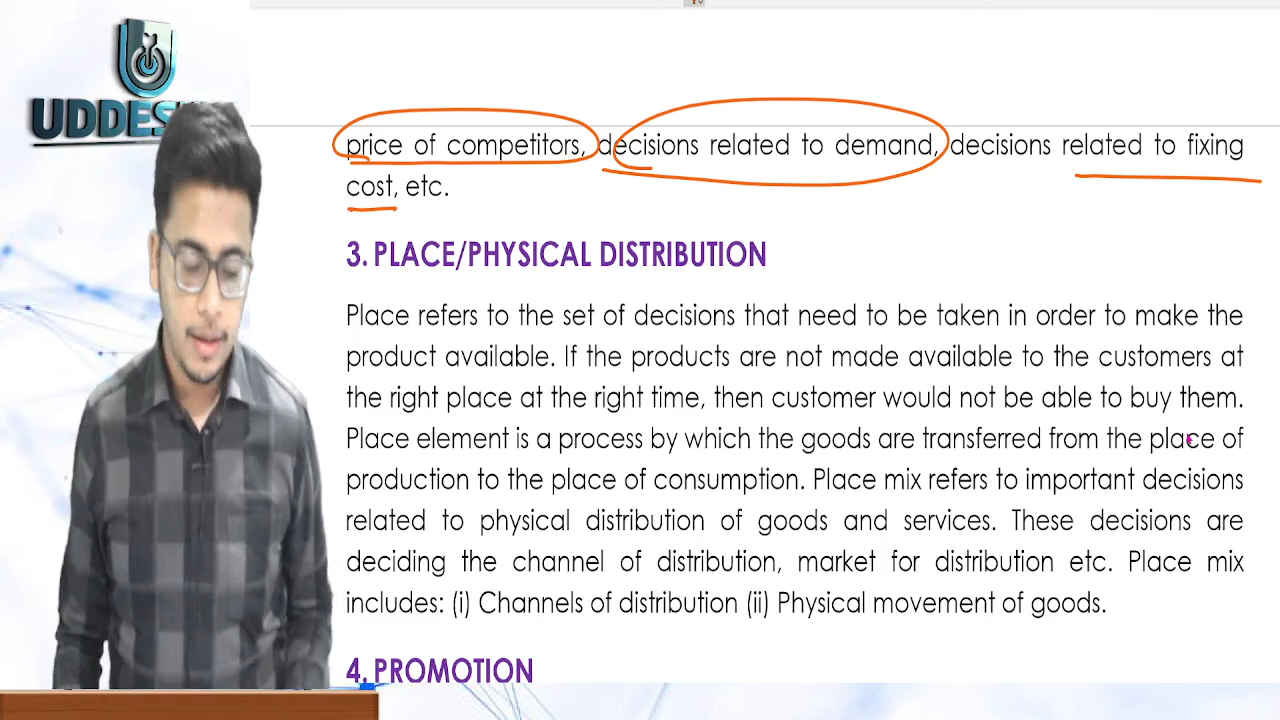 UDDES
price of competitors, decisions related to demand, decisions related to fixing
cost, etc.
3. PLACE/PHYSICAL DISTRIBUTION
Place refers to the set of decisions that need to be taken in order to make the
product available. If the products are not made available to the customers at
the right place at the right time, then customer would not be able to buy them.
Place element is a process by which the goods are transferred from the place of
production to the place of consumption. Place mix refers to important decisions
related to physical distribution of goods and services. These decisions are
deciding the channel of distribution, market for distribution etc. Place mix
includes: (i) Channels of distribution (ii) Physical movement of goods.
4. PROMOTION